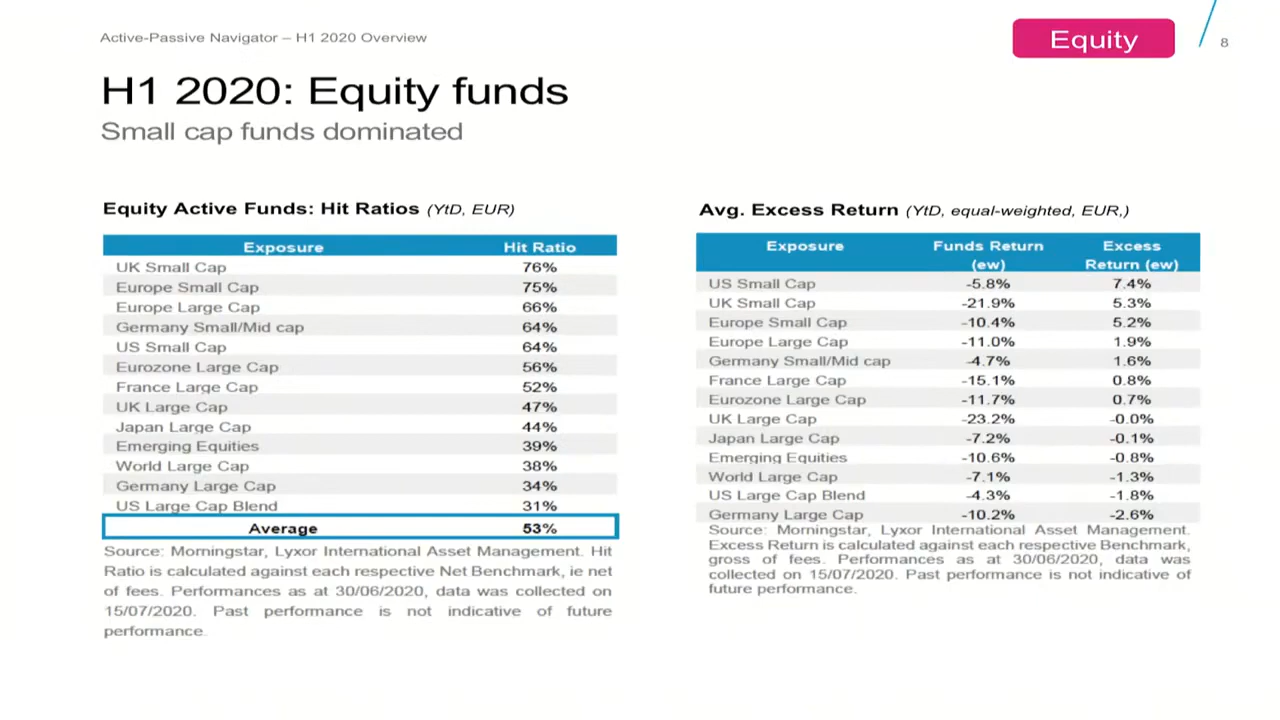 Active-Passive Navigator – H1 2020 Overview
Equity
8
H1 2020: Equity funds
Small cap funds dominated
Equity Active Funds: Hit Ratios (YtD, EUR)
Exposure Hit Ratio
UK Small Cap 76%
Europe Small Cap 75%
Europe Large Cap 66%
Germany Small/Mid cap 64%
US Small Cap 64%
Eurozone Large Cap 56%
France Large Cap 52%
UK Large Cap 47%
Japan Large Cap 44%
Emerging Equities 39%
World Large Cap 38%
Germany Large Cap 34%
US Large Cap Blend 31%
Average 53%
Source: Morningstar, Lyxor International Asset Management. Hit
Ratio is calculated against each respective Net Benchmark, ie net
of fees. Performances as at 30/06/2020, data was collected on
15/07/2020. Past performance is not indicative of future
performance.
Avg. Excess Return (YtD, equal-weighted, EUR,)
Exposure Funds Return Excess
(ew) Return (ew)
US Small Cap -5.8% 7.4%
UK Small Cap -21.9% 5.3%
Europe Small Cap -10.4% 5.2%
Europe Large Cap -11.0% 1.9%
Germany Small/Mid cap -4.7% 1.6%
France Large Cap -15.1% 0.8%
Eurozone Large Cap -11.7% 0.7%
UK Large Cap -23.2% -0.0%
Japan Large Cap -7.2% -0.1%
Emerging Equities -10.6% -0.8%
World Large Cap -7.1% -1.3%
US Large Cap Blend -4.3% -1.8%
Germany Large Cap -10.2% -2.6%
Source: Morningstar, Lyxor International Asset Management.
Excess Return is calculated against each respective Benchmark,
gross of fees. Performances as at 30/06/2020, data was
collected on 15/07/2020. Past performance is not indicative of
future performance.